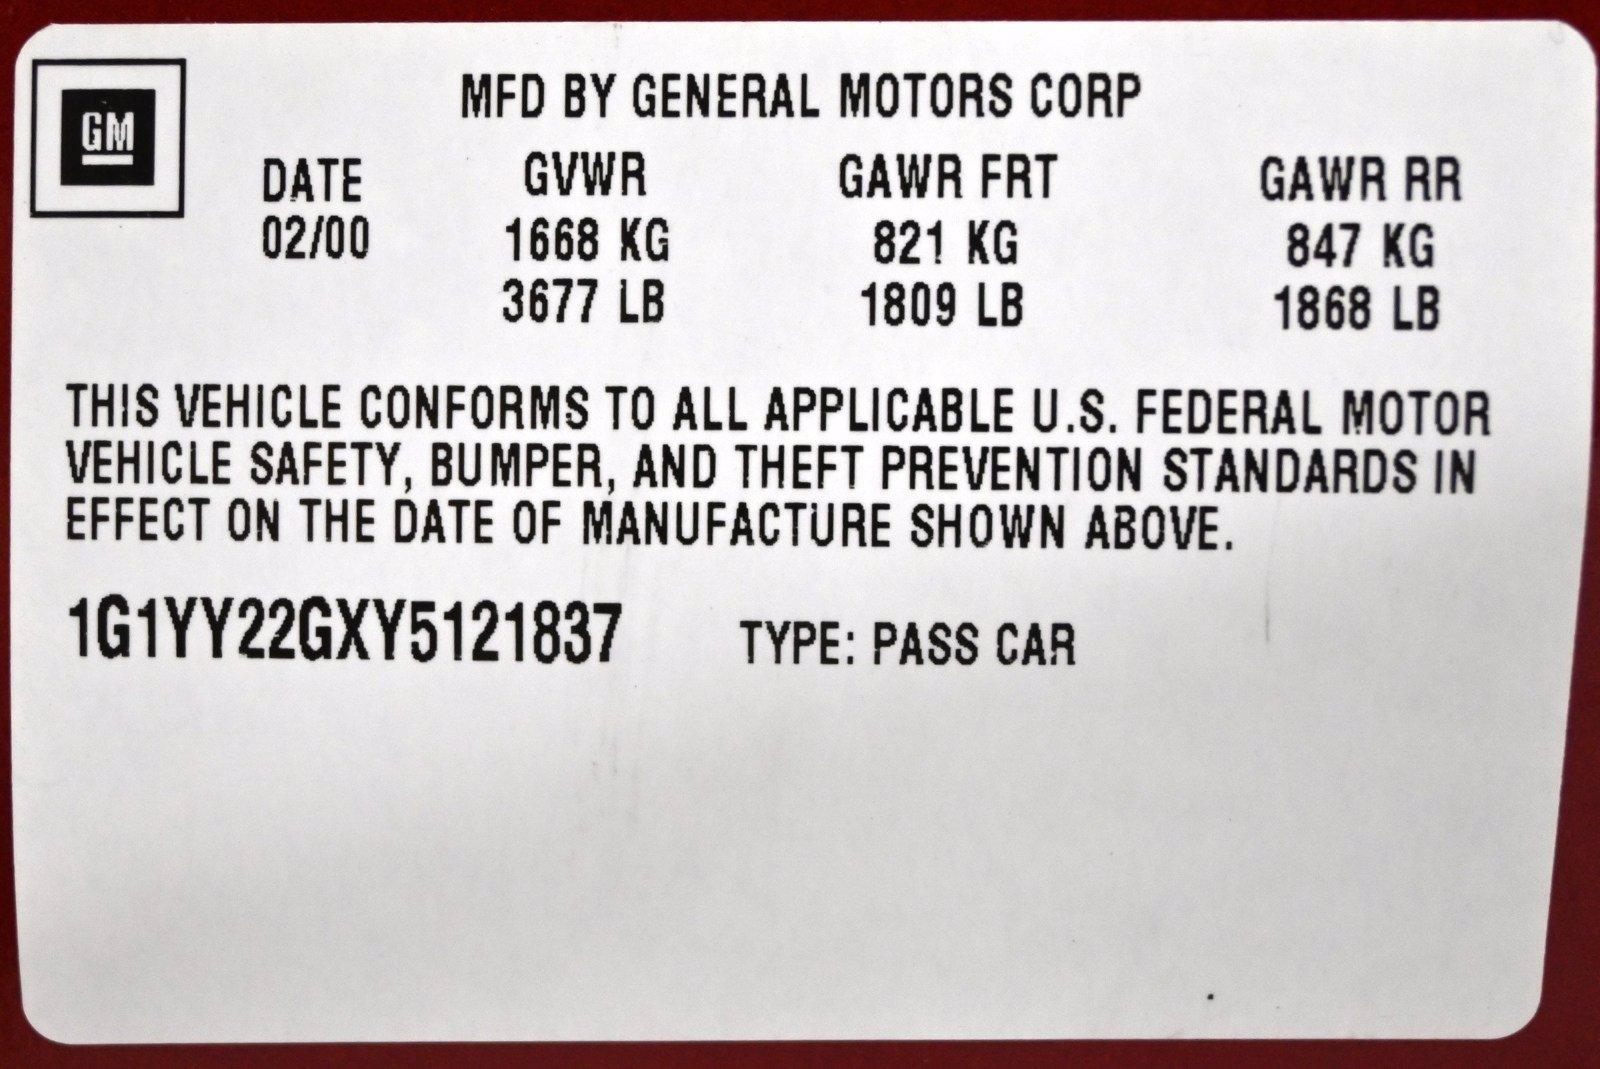 GM
MFD BY GENERAL MOTORS CORP
DATE GVWR GAWR FRT GAWR RR
02/00 1668 KG 821 KG 847 KG
3677 LB 1809 LB 1868 LB
THIS VEHICLE CONFORMS TO ALL APPLICABLE U.S. FEDERAL MOTOR
VEHICLE SAFETY, BUMPER, AND THEFT PREVENTION STANDARDS IN
EFFECT ON THE DATE OF MANUFACTURE SHOWN ABOVE.
1G1YY22GXY5121837 TYPE: PASS CAR